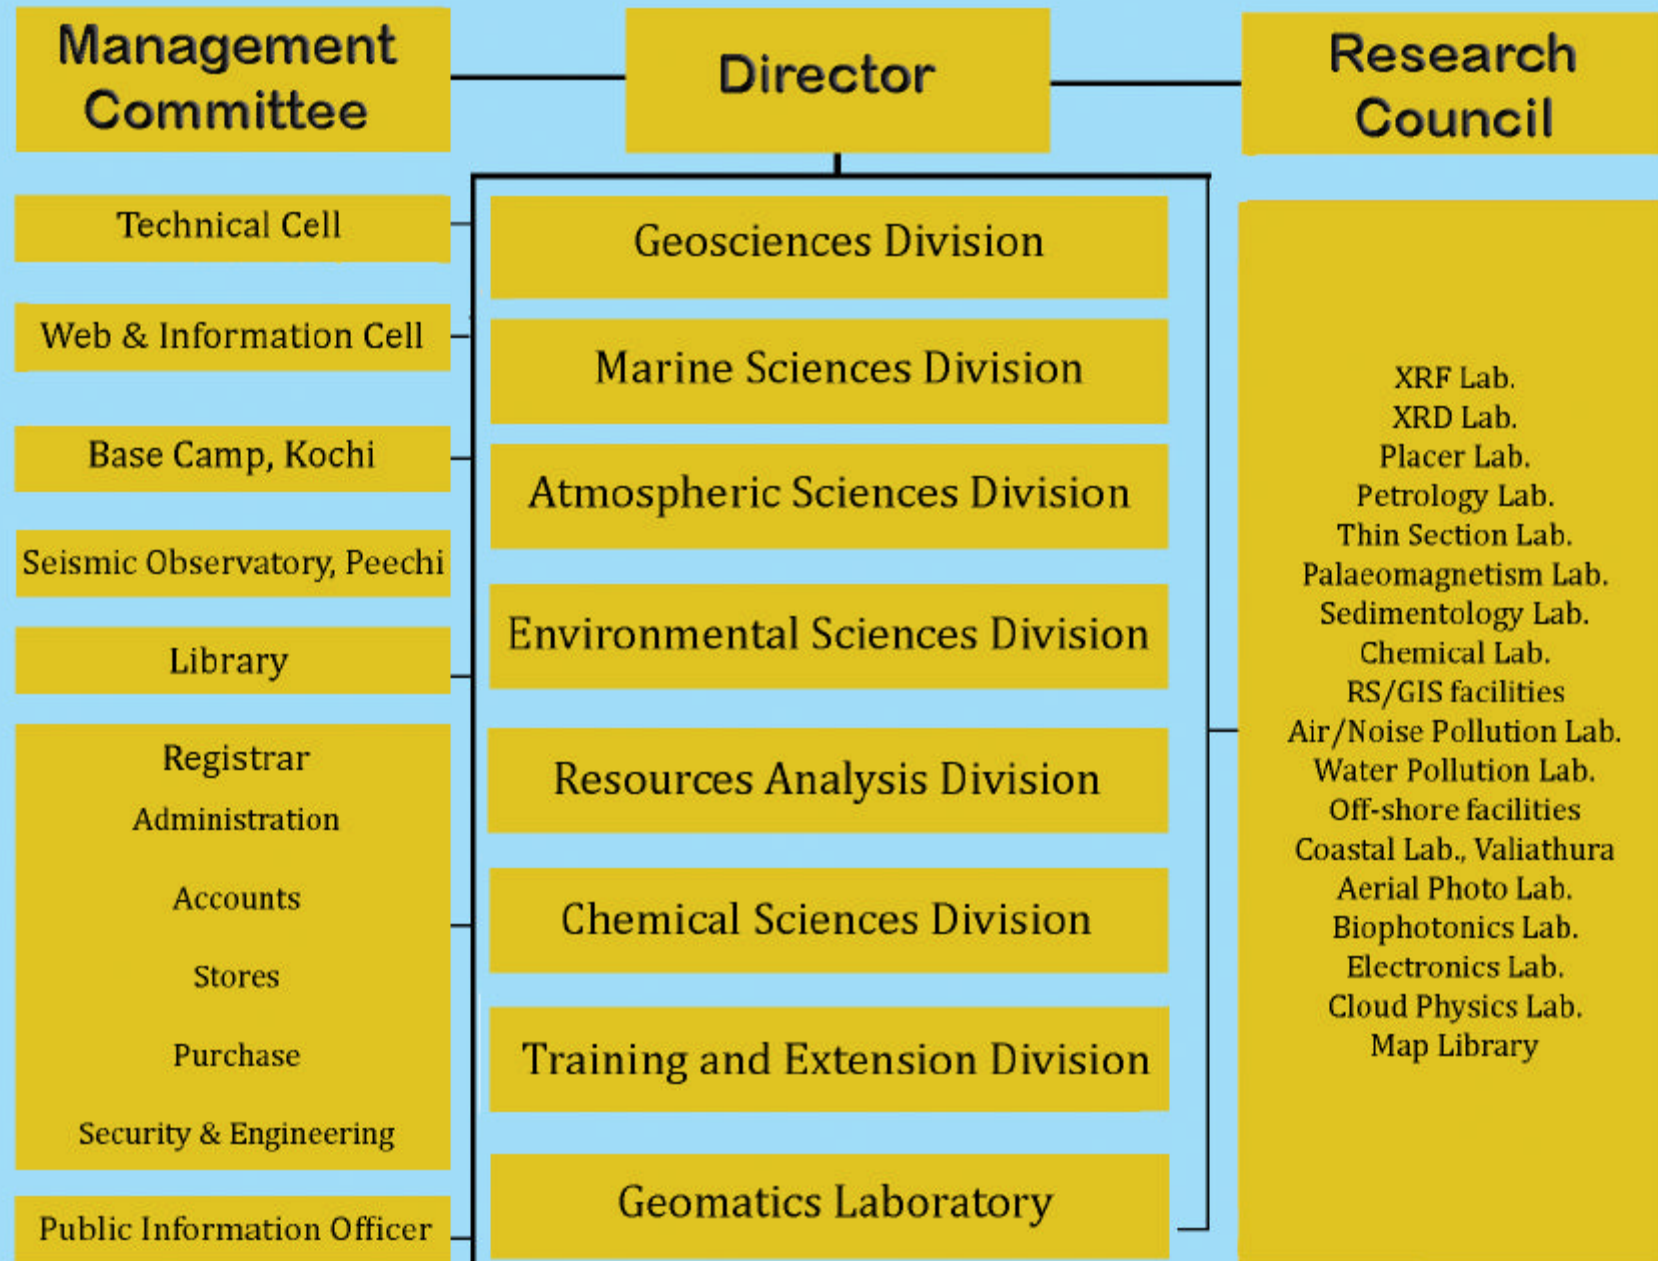 Management
Committee
Director
Research
Council
Technical Cell
Web & Information Cell
Base Camp, Kochi
Seismic Observatory, Peechi
Library
Registrar
Administration
Accounts
Stores
Purchase
Security & Engineering
Public Information Officer
Geosciences Division
Marine Sciences Division
Atmospheric Sciences Division
Environmental Sciences Division
Resources Analysis Division
Chemical Sciences Division
Training and Extension Division
Geomatics Laboratory
XRF Lab.
XRD Lab.
Placer Lab.
Petrology Lab.
Thin Section Lab.
Palaeomagnetism Lab.
Sedimentology Lab.
Chemical Lab.
RS/GIS facilities
Air/Noise Pollution Lab.
Water Pollution Lab.
Off-shore facilities
Coastal Lab., Valiathura
Aerial Photo Lab.
Biophotonics Lab.
Electronics Lab.
Cloud Physics Lab.
Map Library